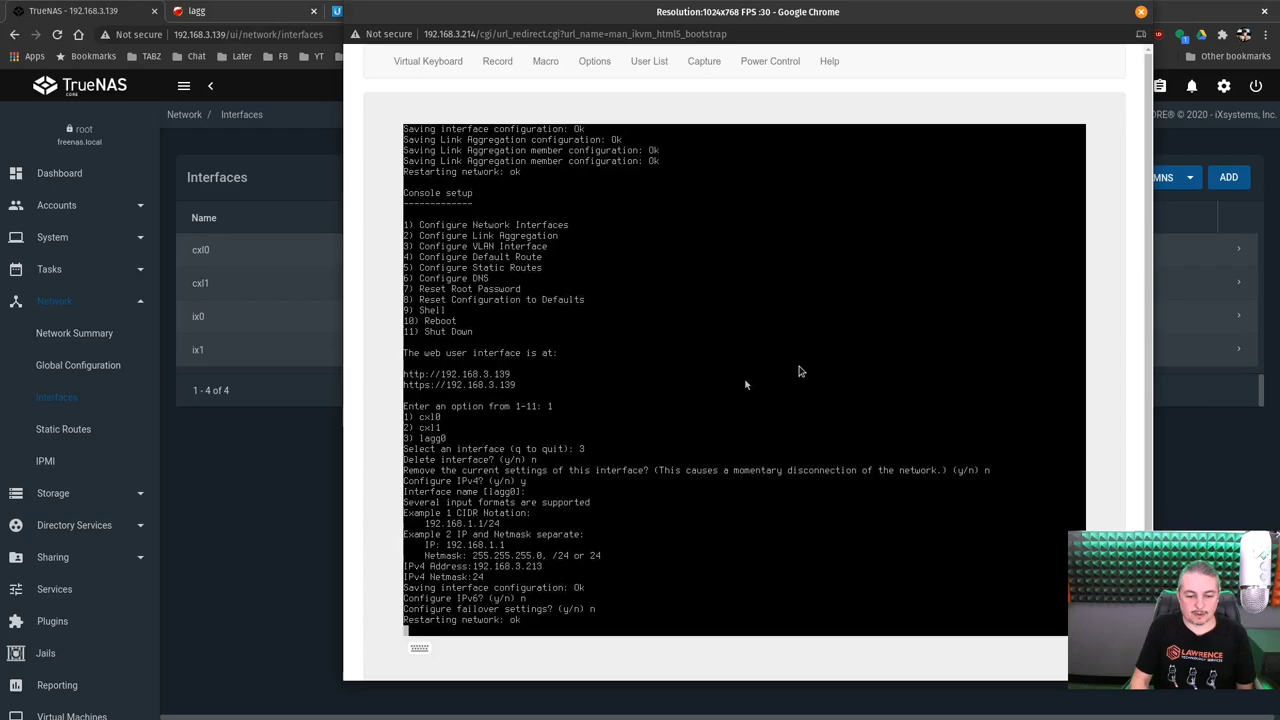 TrueNAS - 192.168.3.139
lagg
Resolution:1024x768 FPS :30 - Google Chrome
Not secure
192.168.3.139/ui/network/interfaces
Not secure
192.168.3.214/cgi/url_redirect.cgi?url_name=man_ikvm_html5_bootstrap
Apps
Bookmarks
TABZ
Chat
Later
FB
YT
Other bookmarks
Virtual Keyboard
Record
Macro
Options
User List
Capture
Power Control
Help
TrueNAS
CORE
root
freenas.local
Network / Interfaces
CORE® © 2020 - iXsystems, Inc.
Dashboard
Accounts
System
Tasks
Network
Network Summary
Global Configuration
Interfaces
Static Routes
IPMI
Storage
Directory Services
Sharing
Services
Plugins
Jails
Reporting
Virtual Machines
Interfaces
MNS
ADD
Name
cxl0
cxl1
ix0
ix1
1 - 4 of 4
Saving interface configuration: Ok
Saving Link Aggregation configuration: Ok
Saving Link Aggregation member configuration: Ok
Saving Link Aggregation member configuration: Ok
Restarting network: ok
Console setup
-------------
1) Configure Network Interfaces
2) Configure Link Aggregation
3) Configure VLAN Interface
4) Configure Default Route
5) Configure Static Routes
6) Configure DNS
7) Reset Root Password
8) Reset Configuration to Defaults
9) Shell
10) Reboot
11) Shut Down
The web user interface is at:
http://192.168.3.139
https://192.168.3.139
Enter an option from 1-11: 1
1) cxl0
2) cxl1
3) lagg0
Select an interface (q to quit): 3
Delete interface? (y/n) n
Remove the current settings of this interface? (This causes a momentary disconnection of the network.) (y/n) n
Configure IPv4? (y/n) y
Interface name [lagg0]:
Several input formats are supported
Example 1 CIDR Notation:
192.168.1.1/24
Example 2 IP and Netmask separate:
IP: 192.168.1.1
Netmask: 255.255.255.0, /24 or 24
IPv4 Address:192.168.3.213
IPv4 Netmask:24
Saving interface configuration: Ok
Configure IPv6? (y/n) n
Configure failover settings? (y/n) n
Restarting network: ok
LAWRENCE